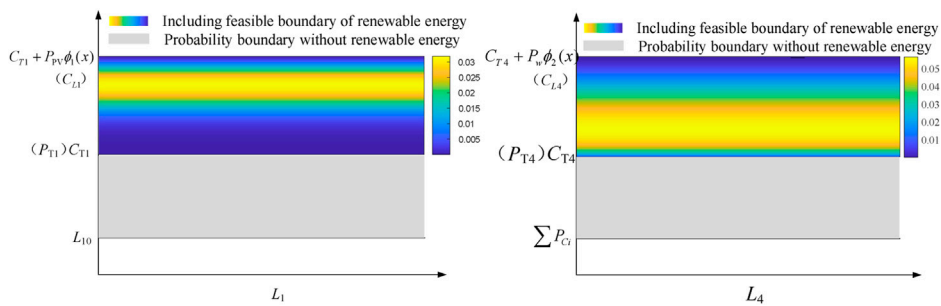 Including feasible boundary of renewable energy
Probability boundary without renewable energy
C_{T1} + P_{PV}ϕ_1(x)
(C_{L1})
(P_{T1})C_{T1}
L_{10}
L_1
0.03
0.025
0.02
0.015
0.01
0.005
Including feasible boundary of renewable energy
Probability boundary without renewable energy
C_{T4} + P_wϕ_2(x)
(C_{L4})
(P_{T4})C_{T4}
∑P_{Ci}
L_4
0.05
0.04
0.03
0.02
0.01